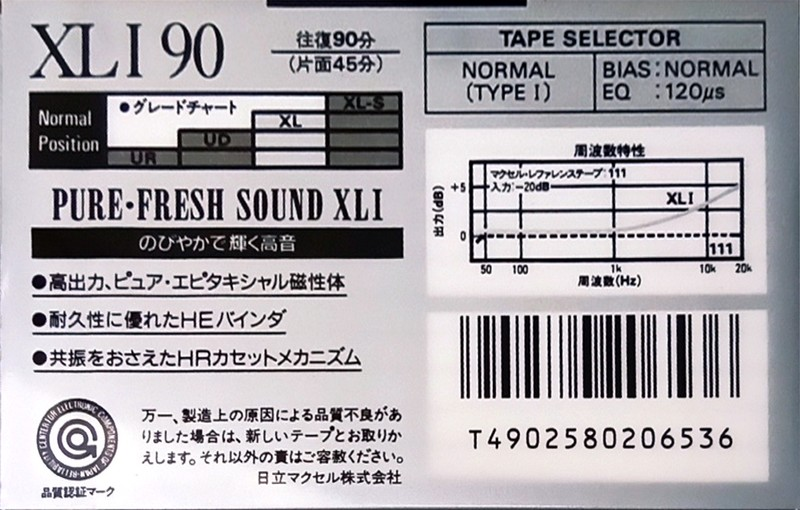 XLI 90
往復90分
(片面45分)
Normal
Position
●グレードチャート
XL-S
XL
UD
UR
PURE・FRESH SOUND XLI
のびやかで輝く高音
●高出力、ピュア・エピタキシャル磁性体
●耐久性に優れたHEバインダ
●共振をおさえたHRカセットメカニズム
CENTER FOR ELECTRONIC COMPONENTS OF JAPAN・RELIABILITY
品質認証マーク
万一、製造上の原因による品質不良があ
りました場合は、新しいテープとお取りか
えします。それ以外の責はご容赦ください。
日立マクセル株式会社
TAPE SELECTOR
NORMAL
(TYPE I)
BIAS:NORMAL
EQ :120μs
周波数特性
マクセル・レファレンステープ:111
入力:−20dB
出力(dB)
+5
0
XLI
111
50 100 1k 10k 20k
周波数(Hz)
T4902580206536